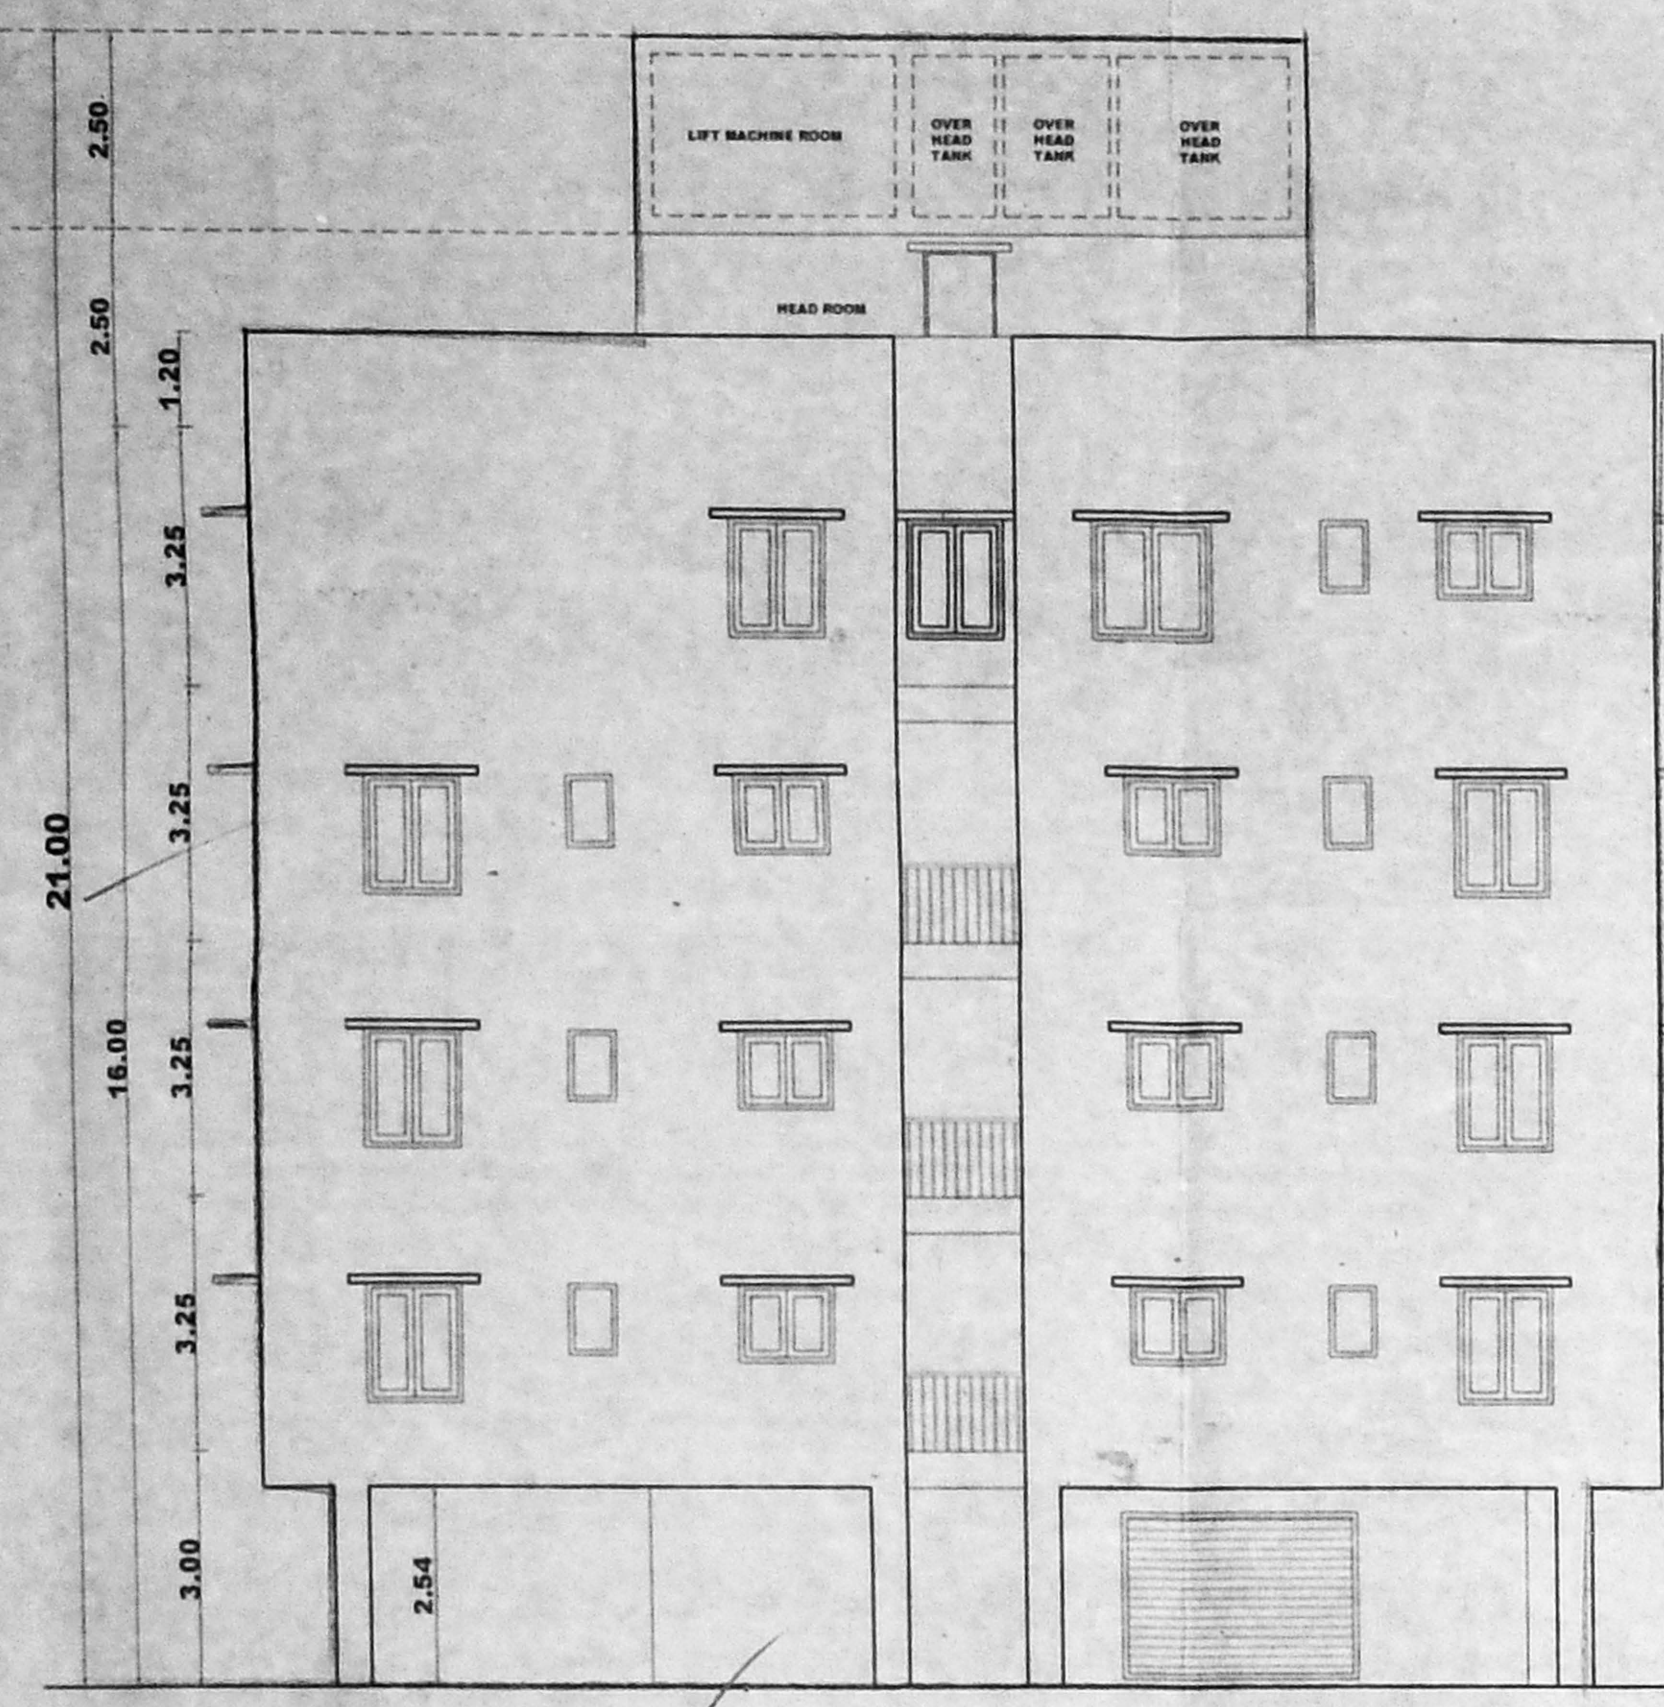 2.50
LIFT MACHINE ROOM
OVER
HEAD
TANK
OVER
HEAD
TANK
OVER
HEAD
TANK
2.50
HEAD ROOM
1.20
3.25
3.25
21.00
16.00
3.25
3.25
3.00
2.54